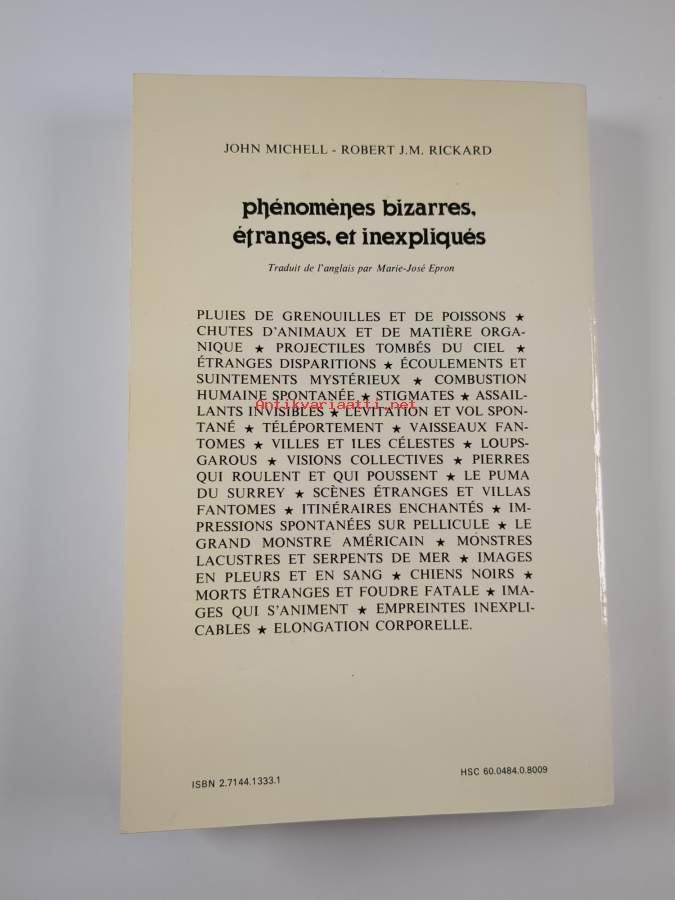 JOHN MICHELL - ROBERT J.M. RICKARD
phénomènes bizarres,
étranges, et inexpliqués
Traduit de l'anglais par Marie-José Epron
PLUIES DE GRENOUILLES ET DE POISSONS ★
CHUTES D'ANIMAUX ET DE MATIÈRE ORGA-
NIQUE ★ PROJECTILES TOMBÉS DU CIEL ★
ÉTRANGES DISPARITIONS ★ ÉCOULEMENTS ET
SUINTEMENTS MYSTÉRIEUX ★ COMBUSTION
HUMAINE SPONTANÉE ★ STIGMATES ★ ASSAIL-
Antikvariaatti.net
LANTS INVISIBLES ★ LÉVITATION ET VOL SPON-
TANÉ ★ TÉLÉPORTEMENT ★ VAISSEAUX FAN-
TOMES ★ VILLES ET ILES CÉLESTES ★ LOUPS-
GAROUS ★ VISIONS COLLECTIVES ★ PIERRES
QUI ROULENT ET QUI POUSSENT ★ LE PUMA
DU SURREY ★ SCÈNES ÉTRANGES ET VILLAS
FANTOMES ★ ITINÉRAIRES ENCHANTÉS ★ IM-
PRESSIONS SPONTANÉES SUR PELLICULE ★ LE
GRAND MONSTRE AMÉRICAIN ★ MONSTRES
LACUSTRES ET SERPENTS DE MER ★ IMAGES
EN PLEURS ET EN SANG ★ CHIENS NOIRS ★
MORTS ÉTRANGES ET FOUDRE FATALE ★ IMA-
GES QUI S'ANIMENT ★ EMPREINTES INEXPLI-
CABLES ★ ELONGATION CORPORELLE.
ISBN 2.7144.1333.1
HSC 60.0484.0.8009